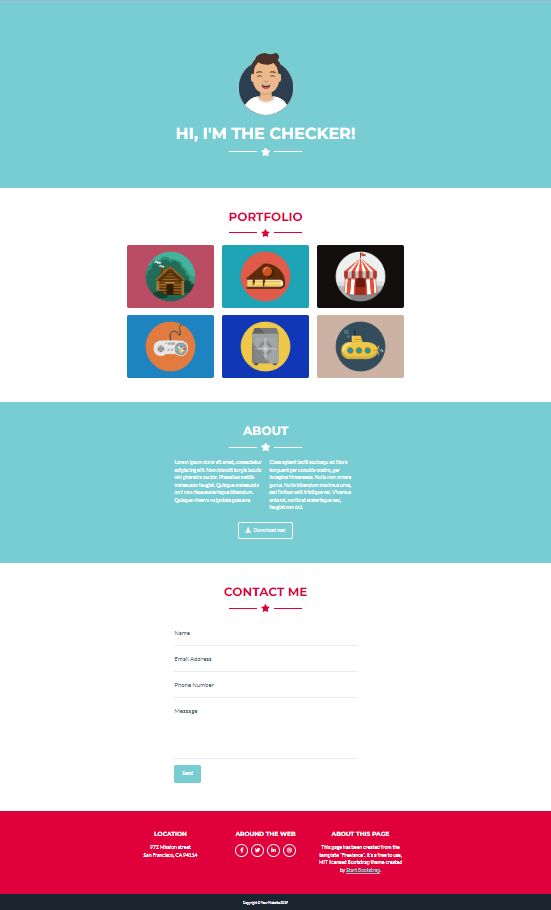 HI, I'M THE CHECKER!
PORTFOLIO
ABOUT
Lorem ipsum dolor sit amet, consectetur
adipiscing elit. Nam blandit turpis iaculis
nisl pharetra auctor. Phasellus mattis
malesuada feugiat. Quisque malesuada
orci non risus scelerisque bibendum.
Quisque viverra vulputate posuere.
Class aptent taciti sociosqu ad litora
torquent per conubia nostra, per
inceptos himenaeos. Nulla non ornare
purus. Nulla bibendum maximus urna,
sed finibus velit tristique vel. Vivamus
ante mi, mollis at scelerisque nec,
feugiat non dui.
Download me!
CONTACT ME
Name
Email Address
Phone Number
Message
Send
LOCATION
972 Mission street
San Francisco, CA 94114
AROUND THE WEB
ABOUT THIS PAGE
This page has been created from the
template "Freelance". It's a free to use,
MIT licensed Bootstrap theme created
by Start Bootstrap.
Copyright © Your Website 2019